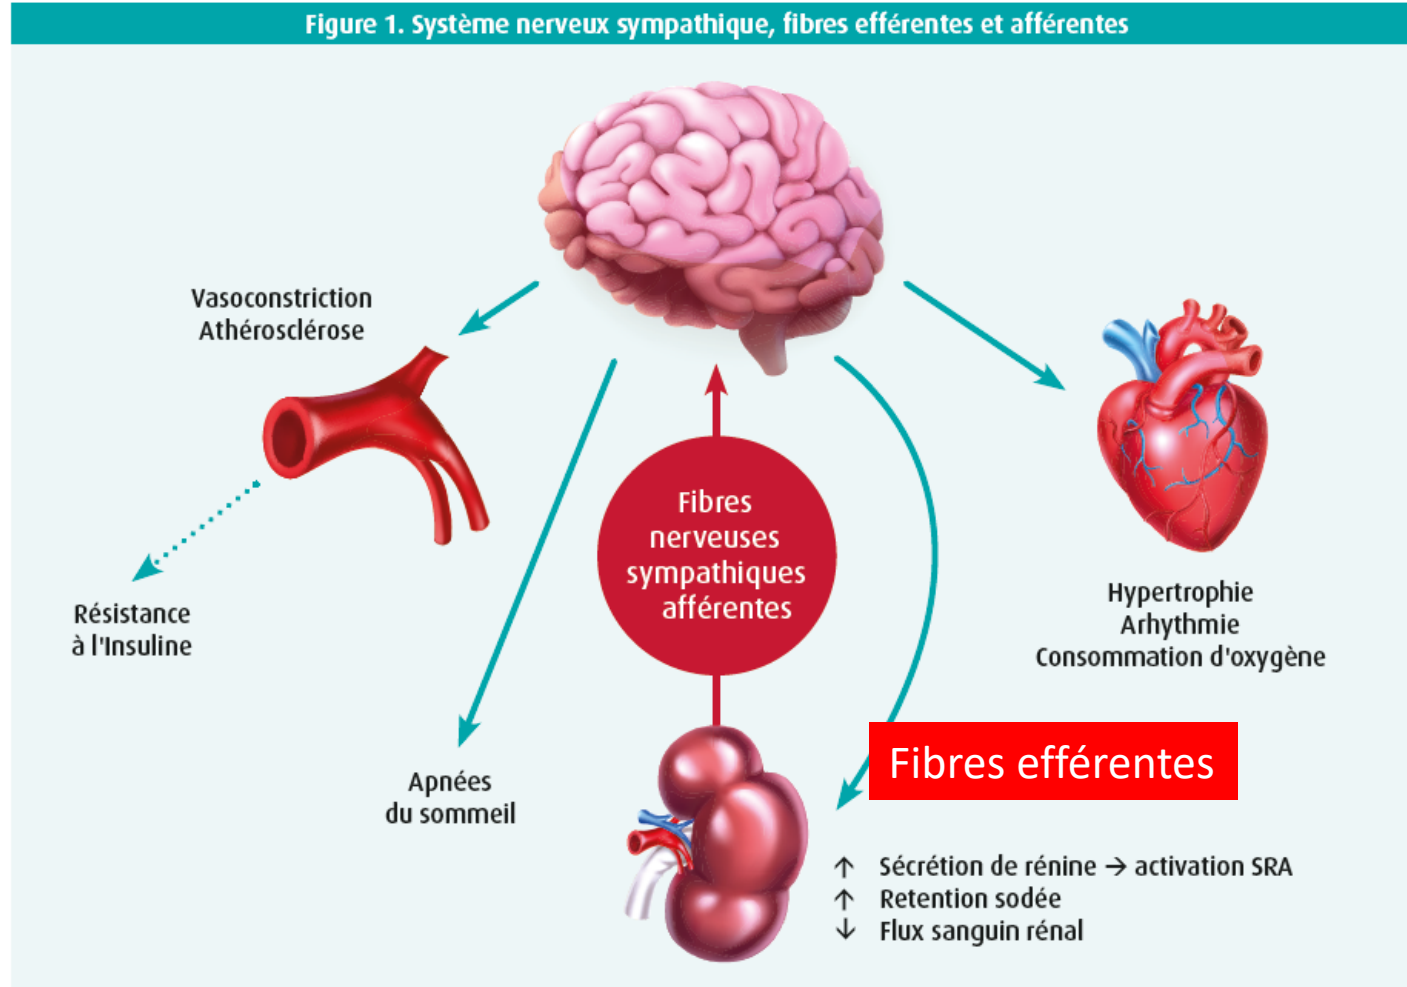 Figure 1. Système nerveux sympathique, fibres efférentes et afférentes
Vasoconstriction
Athérosclérose
Résistance
à l'Insuline
Apnées
du sommeil
Fibres
nerveuses
sympathiques
afférentes
Hypertrophie
Arhythmie
Consommation d'oxygène
Fibres efférentes
↑ Sécrétion de rénine → activation SRA
↑ Retention sodée
↓ Flux sanguin rénal